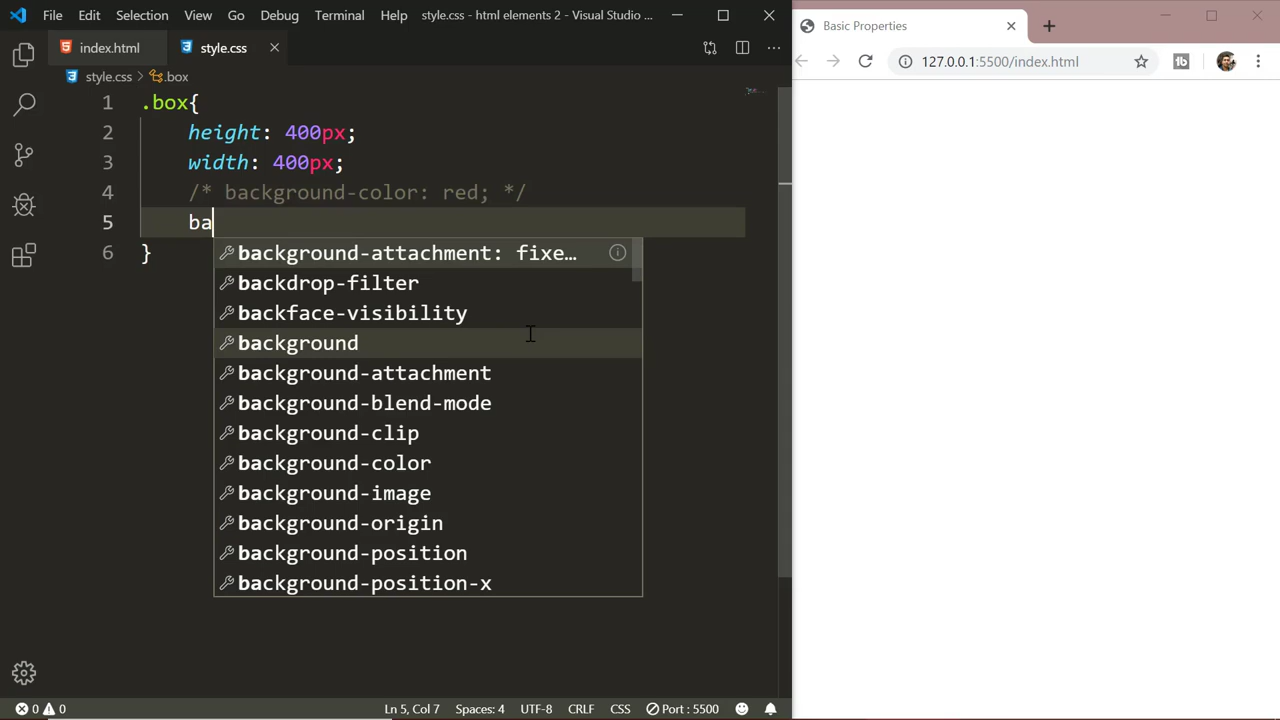 File Edit Selection View Go Debug Terminal Help style.css - html elements 2 - Visual Studio ...
index.html style.css
style.css > .box
1 .box{
2 height: 400px;
3 width: 400px;
4 /* background-color: red; */
5 ba
6 }
background-attachment: fixe...
backdrop-filter
backface-visibility
background
background-attachment
background-blend-mode
background-clip
background-color
background-image
background-origin
background-position
background-position-x
0 0 Ln 5, Col 7 Spaces: 4 UTF-8 CRLF CSS Port : 5500
Basic Properties
127.0.0.1:5500/index.html
tb